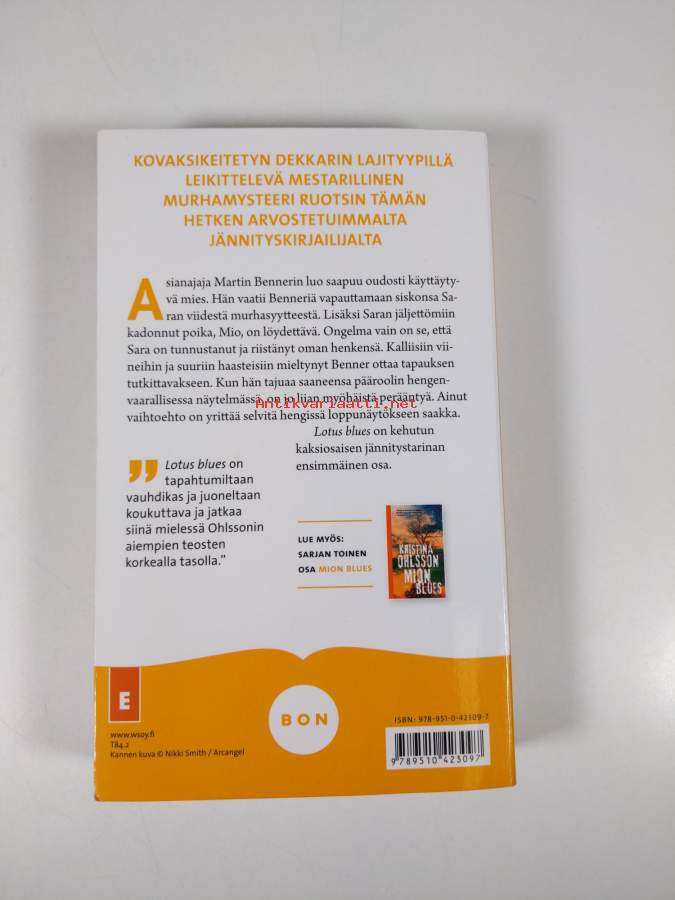 KOVAKSIKEITETYN DEKKARIN LAJITYYPILLÄ
LEIKITTELEVÄ MESTARILLINEN
MURHAMYSTEERI RUOTSIN TÄMÄN
HETKEN ARVOSTETUIMMALTA
JÄNNITYSKIRJAILIJALTA
Asianajaja Martin Bennerin luo saapuu oudosti käyttäyty-
vä mies. Hän vaatii Benneriä vapauttamaan siskonsa Sa-
ran viidestä murhasyytteestä. Lisäksi Saran jäljettömiin
kadonnut poika, Mio, on löydettävä. Ongelma vain on se, että
Sara on tunnustanut ja riistänyt oman henkensä. Kalliisiin vii-
neihin ja suuriin haasteisiin mieltynyt Benner ottaa tapauksen
tutkittavakseen. Kun hän tajuaa saaneensa pääroolin hengen-
vaarallisessa näytelmässä, on jo liian myöhäistä perääntyä. Ainut
Antikvariaatti.net
vaihtoehto on yrittää selvitä hengissä loppunäytökseen saakka.
Lotus blues on kehutun
kaksiosaisen jännitystarinan
ensimmäinen osa.
” Lotus blues on
tapahtumiltaan
vauhdikas ja juoneltaan
koukuttava ja jatkaa
siinä mielessä Ohlssonin
aiempien teosten
korkealla tasolla.”
LUE MYÖS:
SARJAN TOINEN
OSA MION BLUES
KRISTINA
OHLSSON
MION
BLUES
E
BON
www.wsoy.fi
T84.2
Kannen kuva © Nikki Smith / Arcangel
ISBN: 978-951-0-42309-7
9 789510 423097